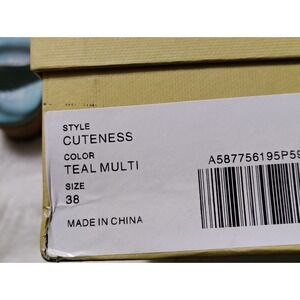 STYLE
CUTENESS
COLOR
TEAL MULTI
SIZE
38
MADE IN CHINA
A587756195P59